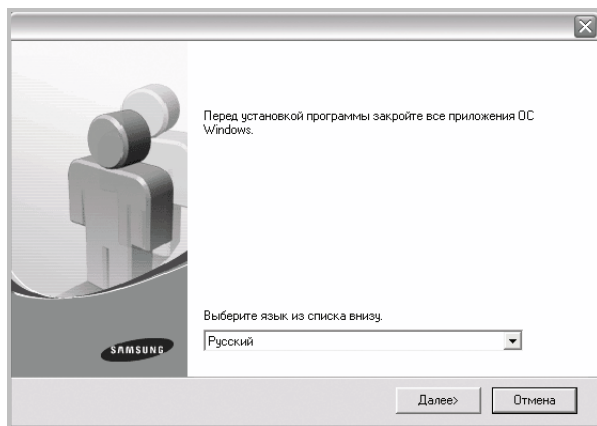 Перед установкой программы закройте все приложения ОС
Windows.
Выберите язык из списка внизу.
Русский
SAMSUNG
Далее>
Отмена